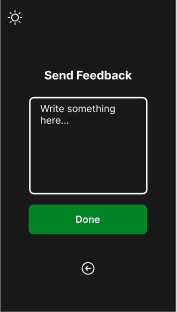 Send Feedback
Write something
here...
Done